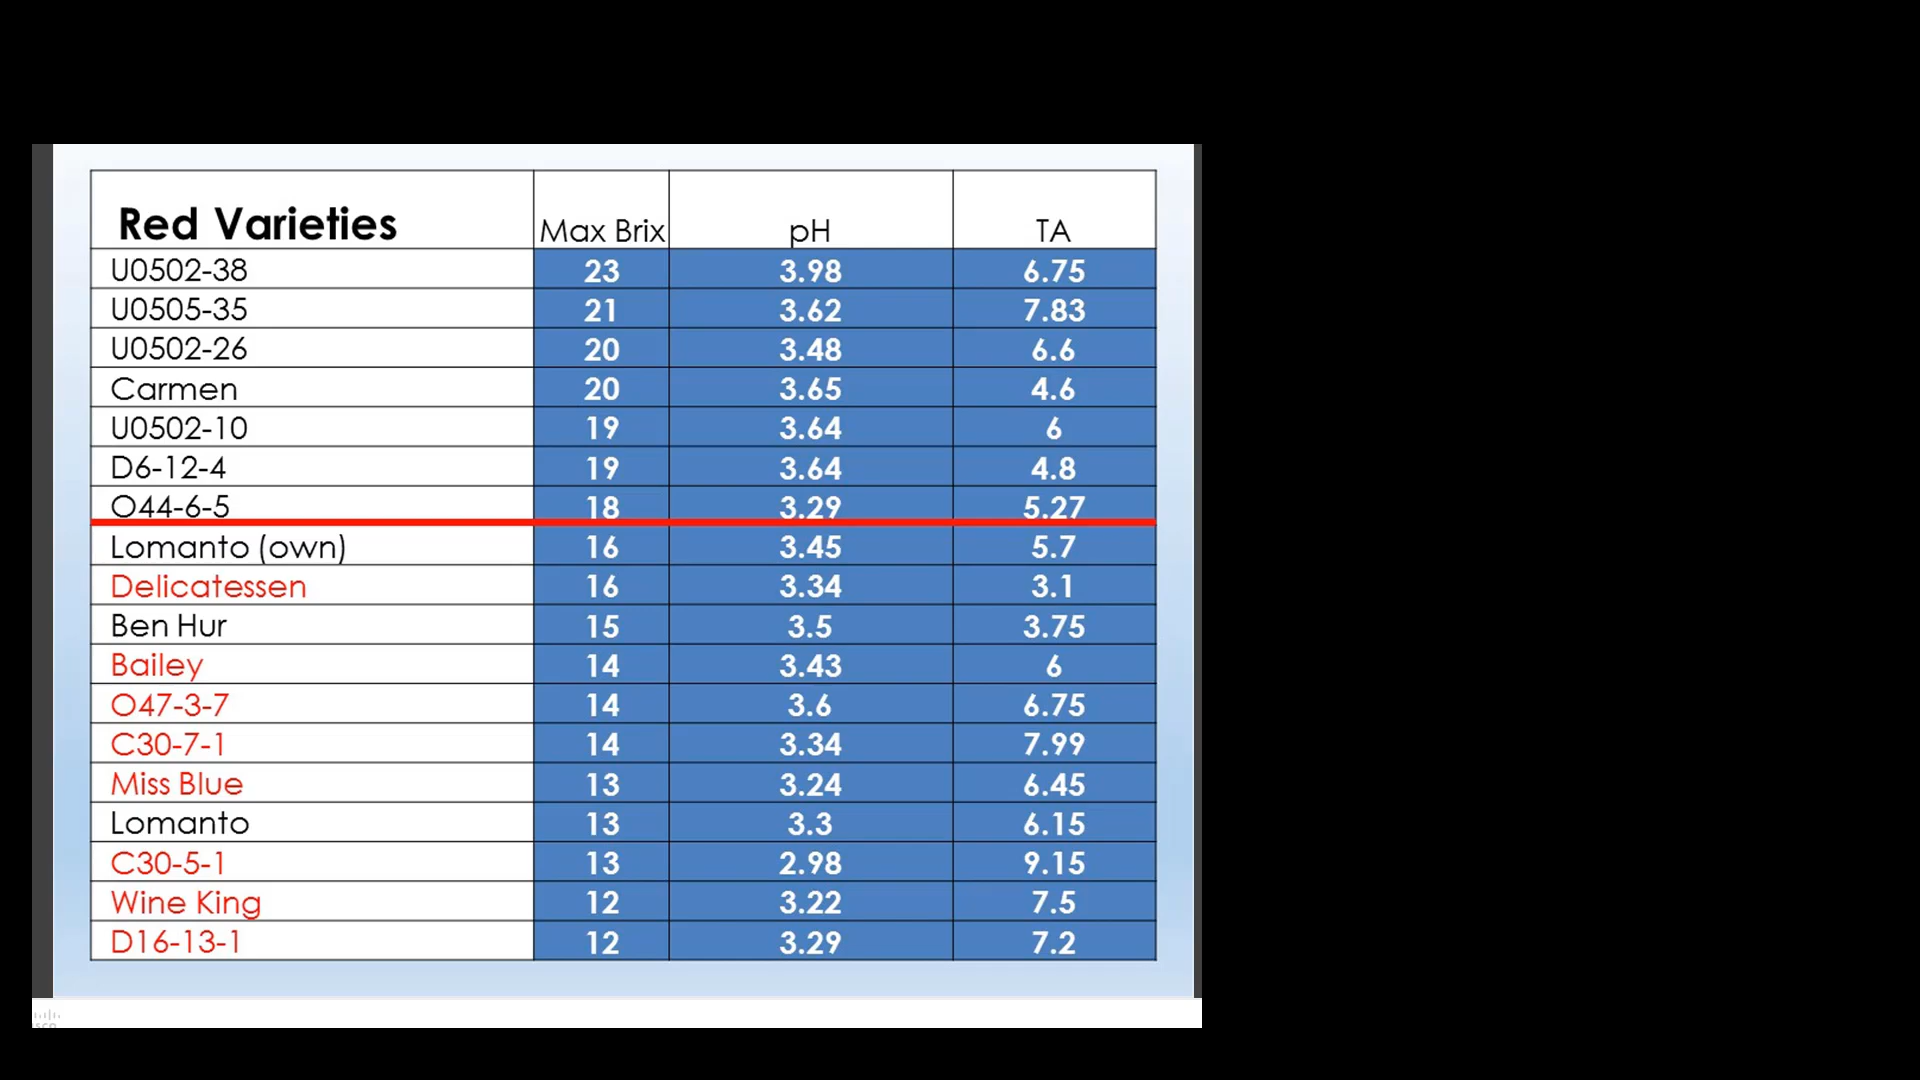 Red Varieties Max Brix pH TA
U0502-38 23 3.98 6.75
U0505-35 21 3.62 7.83
U0502-26 20 3.48 6.6
Carmen 20 3.65 4.6
U0502-10 19 3.64 6
D6-12-4 19 3.64 4.8
O44-6-5 18 3.29 5.27
Lomanto (own) 16 3.45 5.7
Delicatessen 16 3.34 3.1
Ben Hur 15 3.5 3.75
Bailey 14 3.43 6
O47-3-7 14 3.6 6.75
C30-7-1 14 3.34 7.99
Miss Blue 13 3.24 6.45
Lomanto 13 3.3 6.15
C30-5-1 13 2.98 9.15
Wine King 12 3.22 7.5
D16-13-1 12 3.29 7.2